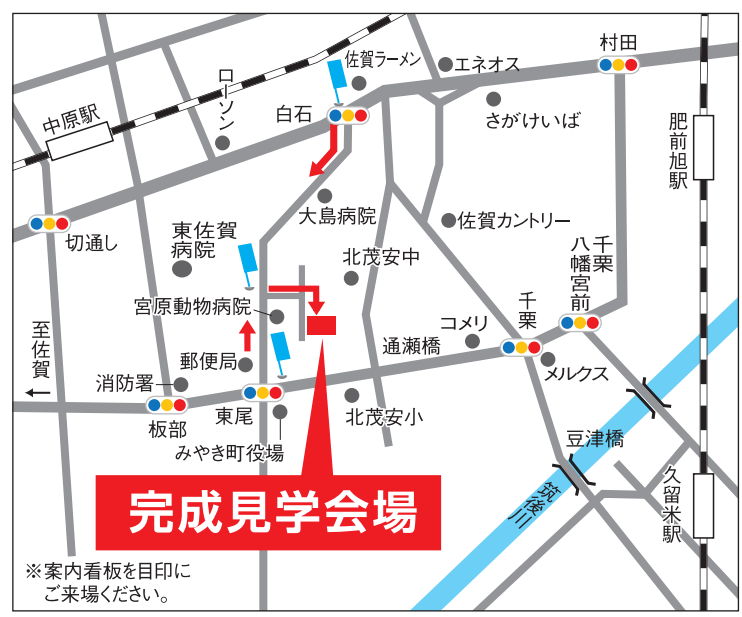 村田
佐賀ラーメン
エネオス
ローソン
中原駅
白石
さがけいば
肥前旭駅
大島病院
佐賀カントリー
切通し
東佐賀
病院
北茂安中
千栗
八幡宮前
宮原動物病院
千栗
コメリ
至佐賀
通瀬橋
郵便局
メルクス
消防署
東尾
北茂安小
板部
みやき町役場
豆津橋
久留米駅
筑後川
完成見学会場
※案内看板を目印に
ご来場ください。